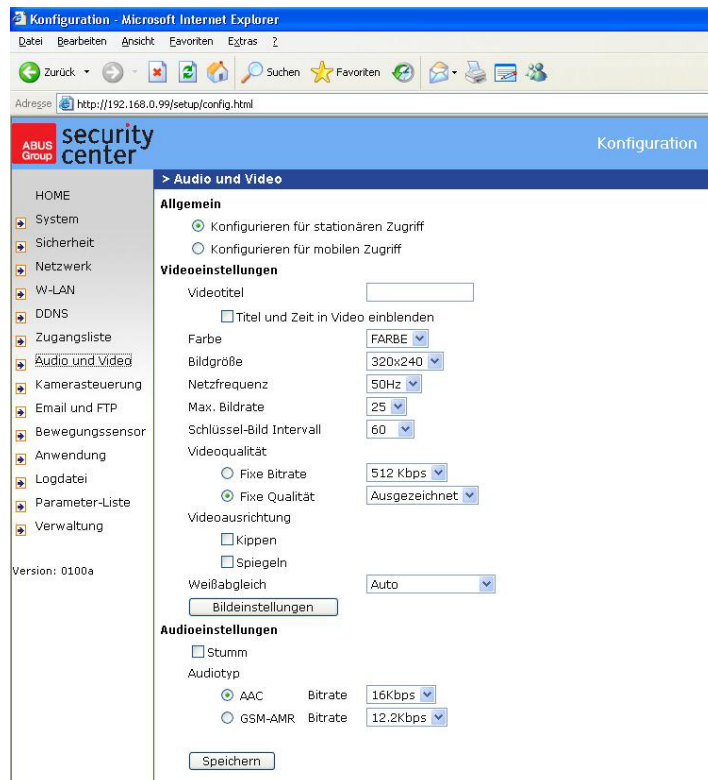 Konfiguration - Microsoft Internet Explorer
Datei Bearbeiten Ansicht Favoriten Extras ?
Zurück Suchen Favoriten
Adresse http://192.168.0.99/setup/config.html
ABUS Group security center
Konfiguration
HOME
System
Sicherheit
Netzwerk
W-LAN
DDNS
Zugangsliste
Audio und Video
Kamerasteuerung
Email und FTP
Bewegungssensor
Anwendung
Logdatei
Parameter-Liste
Verwaltung
Version: 0100a
> Audio und Video
Allgemein
Konfigurieren für stationären Zugriff
Konfigurieren für mobilen Zugriff
Videoeinstellungen
Videotitel
Titel und Zeit in Video einblenden
Farbe FARBE
Bildgröße 320x240
Netzfrequenz 50Hz
Max. Bildrate 25
Schlüssel-Bild Intervall 60
Videoqualität
Fixe Bitrate 512 Kbps
Fixe Qualität Ausgezeichnet
Videoausrichtung
Kippen
Spiegeln
Weißabgleich Auto
Bildeinstellungen
Audioeinstellungen
Stumm
Audiotyp
AAC Bitrate 16Kbps
GSM-AMR Bitrate 12.2Kbps
Speichern